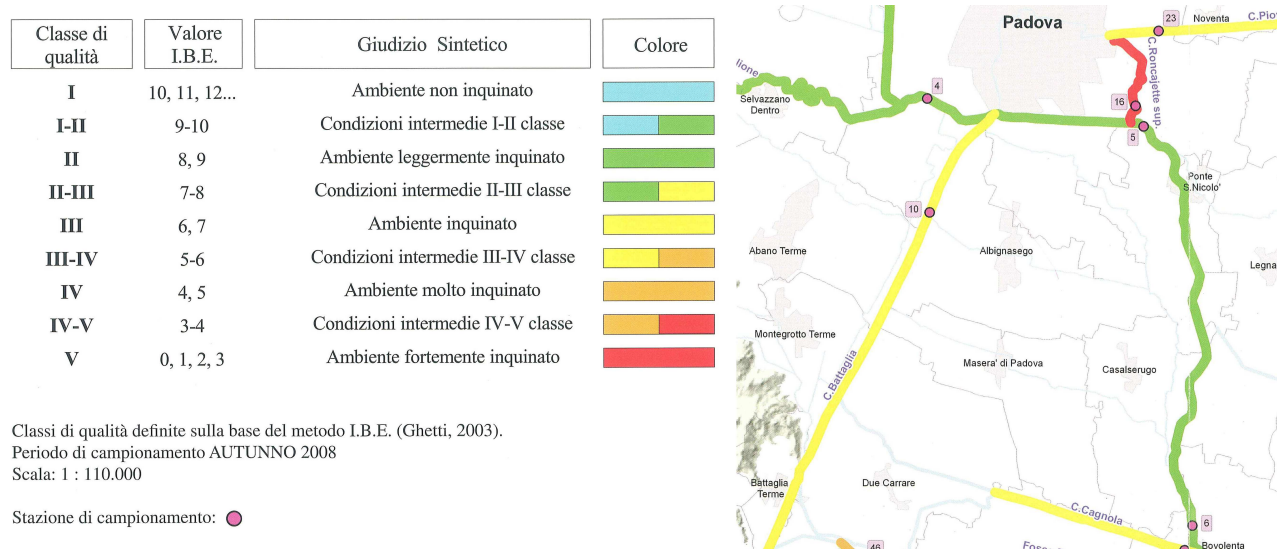 Classe di qualità
Valore I.B.E.
Giudizio Sintetico
Colore
I 10, 11, 12... Ambiente non inquinato
I-II 9-10 Condizioni intermedie I-II classe
II 8, 9 Ambiente leggermente inquinato
II-III 7-8 Condizioni intermedie II-III classe
III 6, 7 Ambiente inquinato
III-IV 5-6 Condizioni intermedie III-IV classe
IV 4, 5 Ambiente molto inquinato
IV-V 3-4 Condizioni intermedie IV-V classe
V 0, 1, 2, 3 Ambiente fortemente inquinato
Classi di qualità definite sulla base del metodo I.B.E. (Ghetti, 2003).
Periodo di campionamento AUTUNNO 2008
Scala: 1 : 110.000
Stazione di campionamento:
Padova
23
Noventa
C.Piov
C.Roncajette sup.
lione
Selvazzano
Dentro
4
16
5
Ponte
S.Nicolo'
10
Abano Terme
Albignasego
Legna
Montegrotto Terme
C.Battaglia
Masera' di Padova
Casalserugo
Battaglia
Terme
Due Carrare
C.Cagnola
6
46
Bovolenta